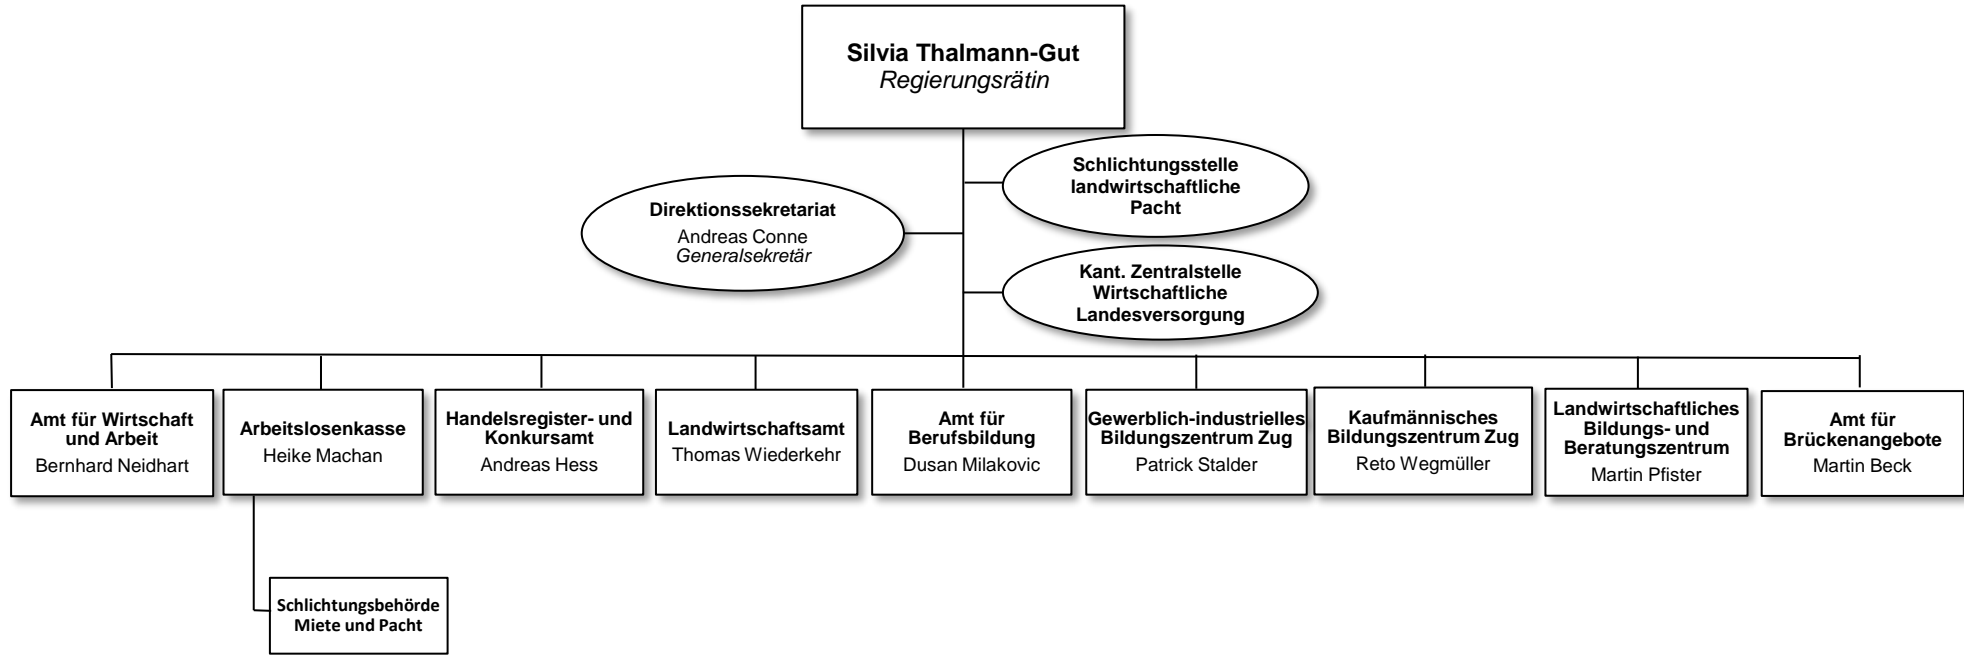 Silvia Thalmann-Gut
Regierungsrätin
Schlichtungsstelle
landwirtschaftliche
Pacht
Direktionssekretariat
Andreas Conne
Generalsekretär
Kant. Zentralstelle
Wirtschaftliche
Landesversorgung
Amt für Wirtschaft
und Arbeit
Bernhard Neidhart
Arbeitslosenkasse
Heike Machan
Handelsregister- und
Konkursamt
Andreas Hess
Landwirtschaftsamt
Thomas Wiederkehr
Amt für
Berufsbildung
Dusan Milakovic
Gewerblich-industrielles
Bildungszentrum Zug
Patrick Stalder
Kaufmännisches
Bildungszentrum Zug
Reto Wegmüller
Landwirtschaftliches
Bildungs- und
Beratungszentrum
Martin Pfister
Amt für
Brückenangebote
Martin Beck
Schlichtungsbehörde
Miete und Pacht